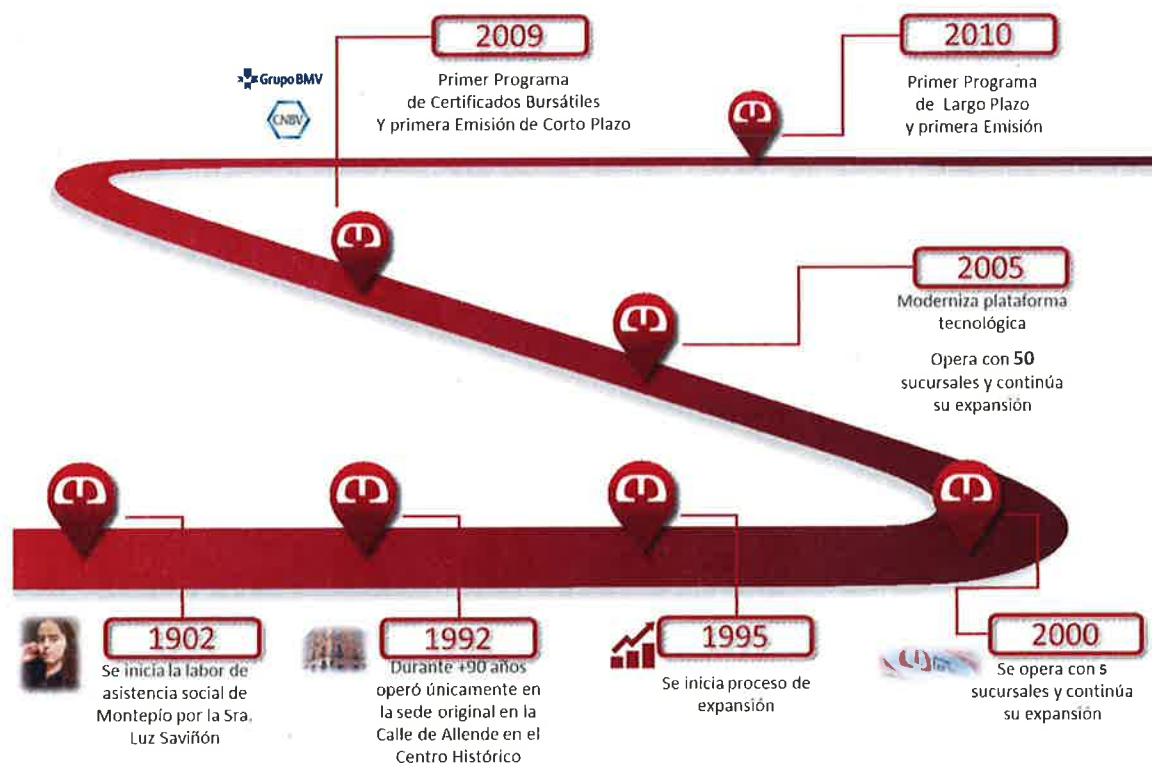 2009
Primer Programa
de Certificados Bursátiles
Y primera Emisión de Corto Plazo
Grupo BMV
CNBV
2010
Primer Programa
de Largo Plazo
y primera Emisión
2005
Moderniza plataforma
tecnológica
Opera con 50
sucursales y continúa
su expansión
1902
Se inicia la labor de
asistencia social de
Montepío por la Sra.
Luz Saviñón
1992
Durante +90 años
operó únicamente en
la sede original en la
Calle de Allende en el
Centro Histórico
1995
Se inicia proceso de
expansión
2000
Se opera con 5
sucursales y continúa
su expansión